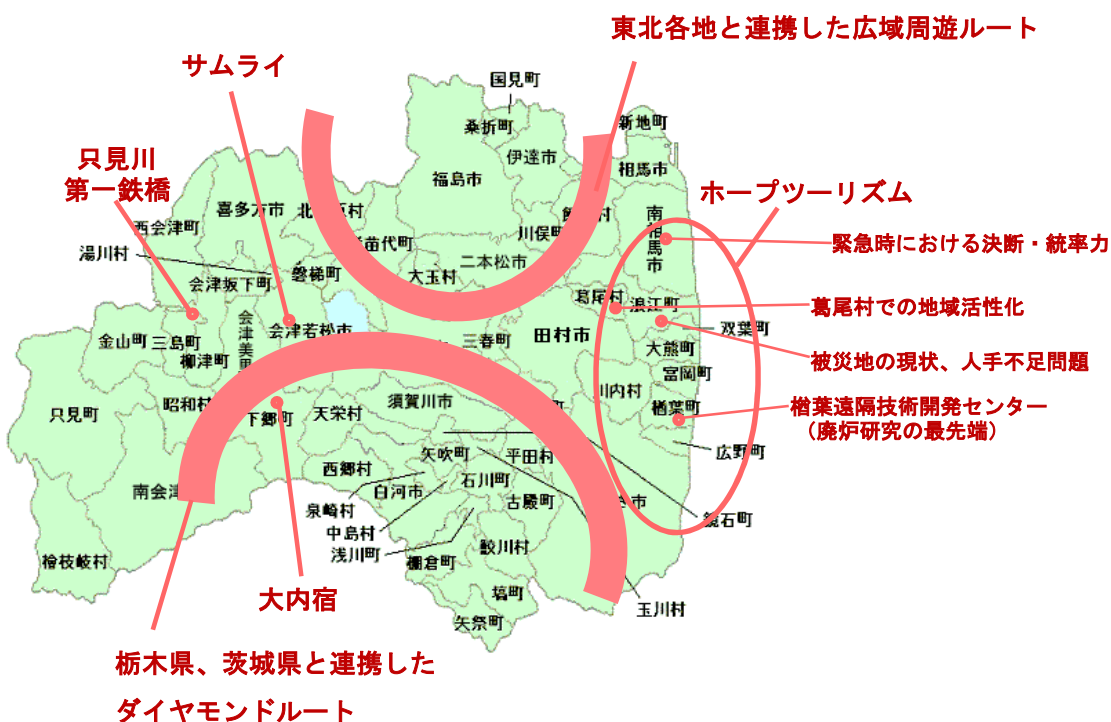 東北各地と連携した広域周遊ルート
サムライ
国見町
桑折町
新地町
伊達市
只見川
第一鉄橋
相馬市
福島市
ホープツーリズム
喜多方市
北
村
村
南相馬市
西会津町
川俣町
緊急時における決断・統率力
湯川村
苗代町
二本松市
磐梯町
大玉村
会津坂下町
葛尾村
浪江町
葛尾村での地域活性化
会津若松市
双葉町
金山町
三島町
会津美里
三春町
田村市
大熊町
柳津町
被災地の現状、人手不足問題
富岡町
川内村
只見町
昭和村
下郷町
天栄村
須賀川市
町
楢葉町
楢葉遠隔技術開発センター
（廃炉研究の最先端）
広野町
西郷村
矢吹町
平田村
南会津
白河市
石川町
古殿町
市
泉崎村
鏡石町
中島村
浅川町
鮫川村
檜枝岐村
棚倉町
大内宿
塙町
玉川村
矢祭町
栃木県、茨城県と連携した
ダイヤモンドルート